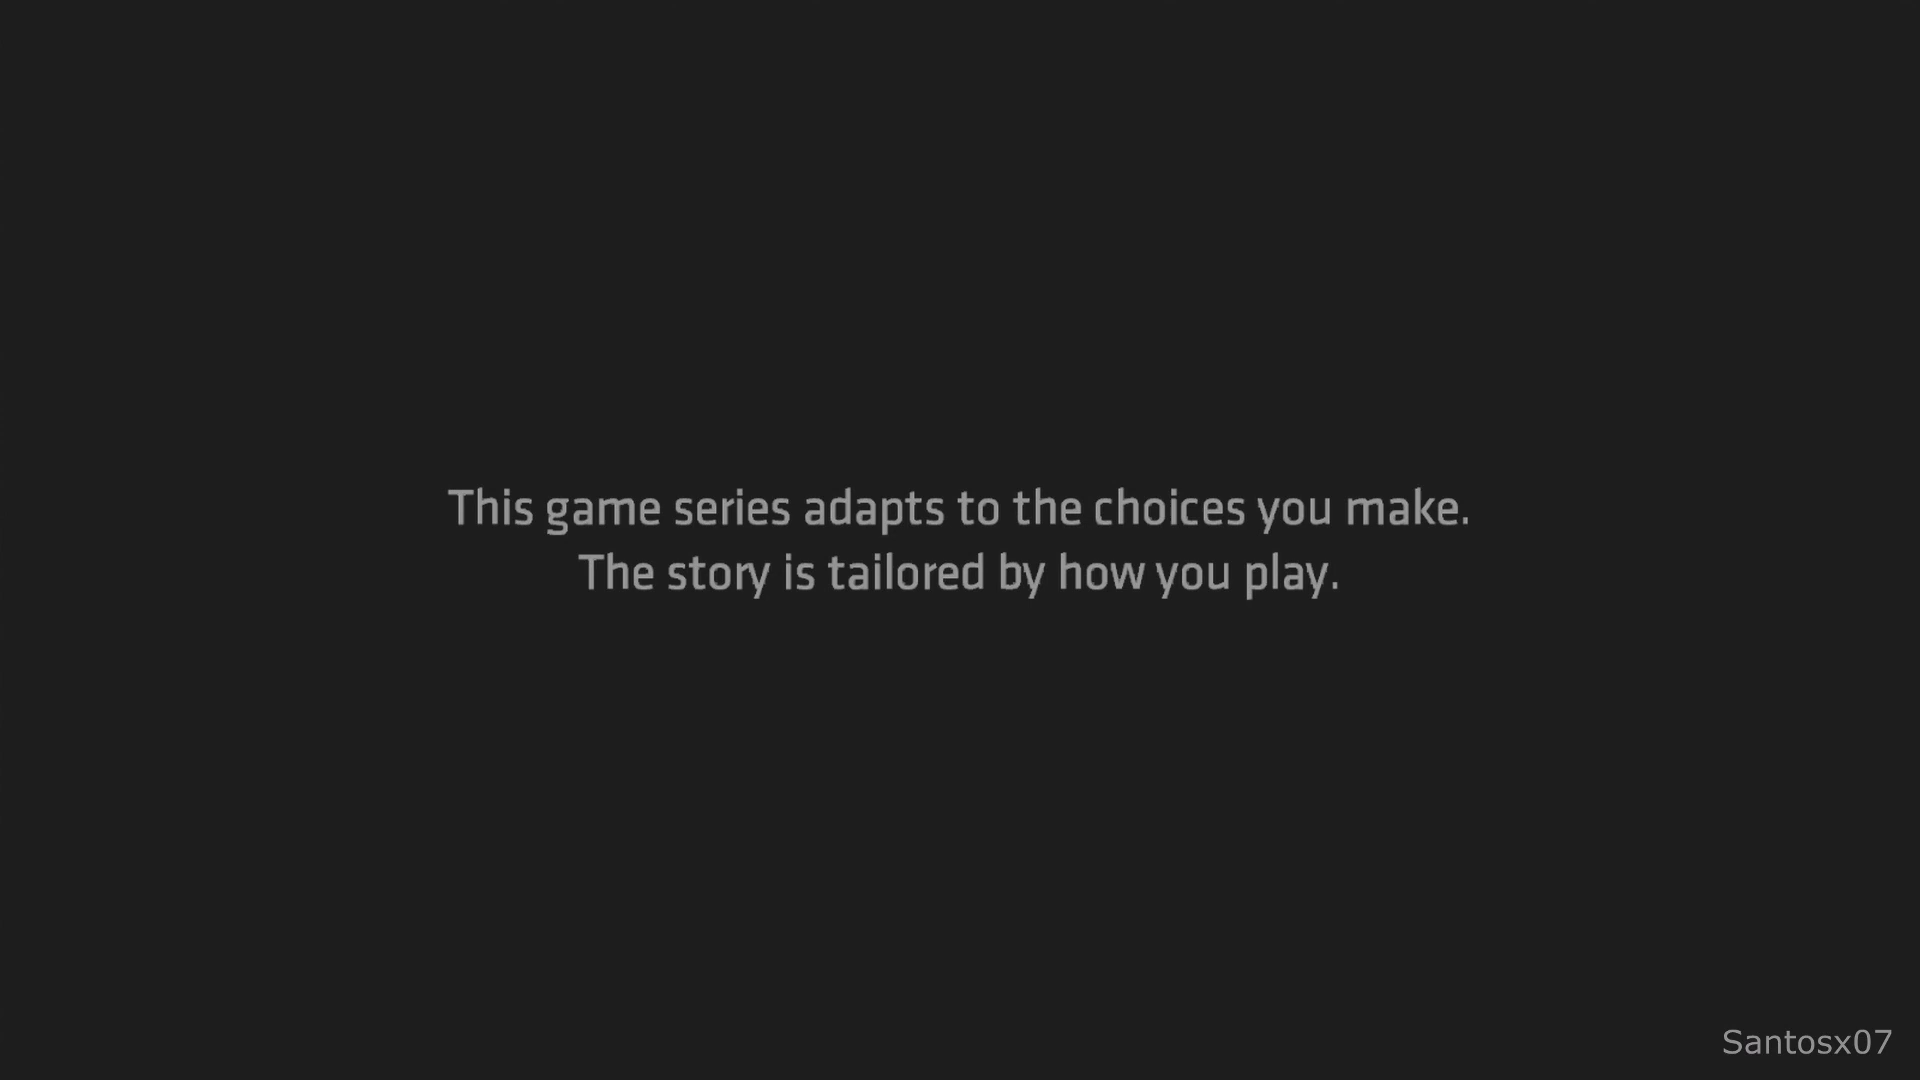 This game series adapts to the choices you make.
The story is tailored by how you play.
Santosx07